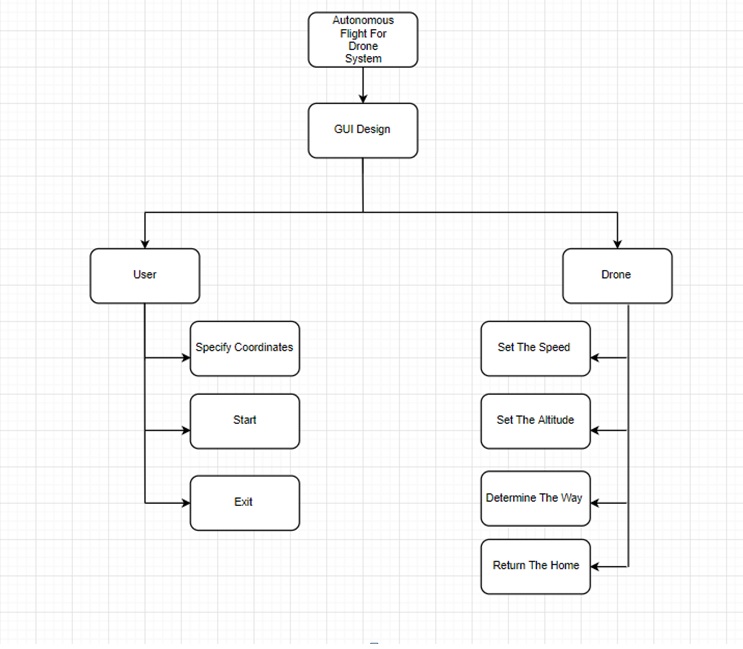 Autonomous
Flight For
Drone
System
GUI Design
User
Drone
Specify Coordinates
Set The Speed
Start
Set The Altitude
Exit
Determine The Way
Return The Home